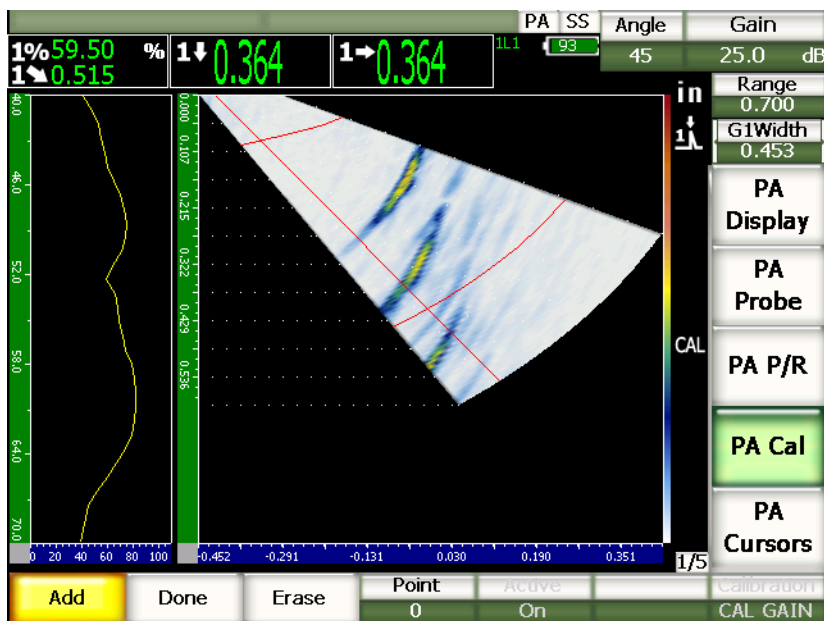 PA SS Angle Gain
1% 59.50 % 1 0.364 1 0.364 1L1 93 45 25.0 dB
1 0.515
Range
0.700
G1Width
0.453
in
1
PA Display
PA Probe
PA P/R
CAL
PA Cal
PA Cursors
40.0
46.0
52.0
58.0
64.0
70.0
0.000
0.107
0.215
0.322
0.429
0.536
0 20 40 60 80 100 -0.452 -0.291 -0.131 0.030 0.190 0.351 1/5
Add Done Erase Point Active Calibration
0 On CAL GAIN